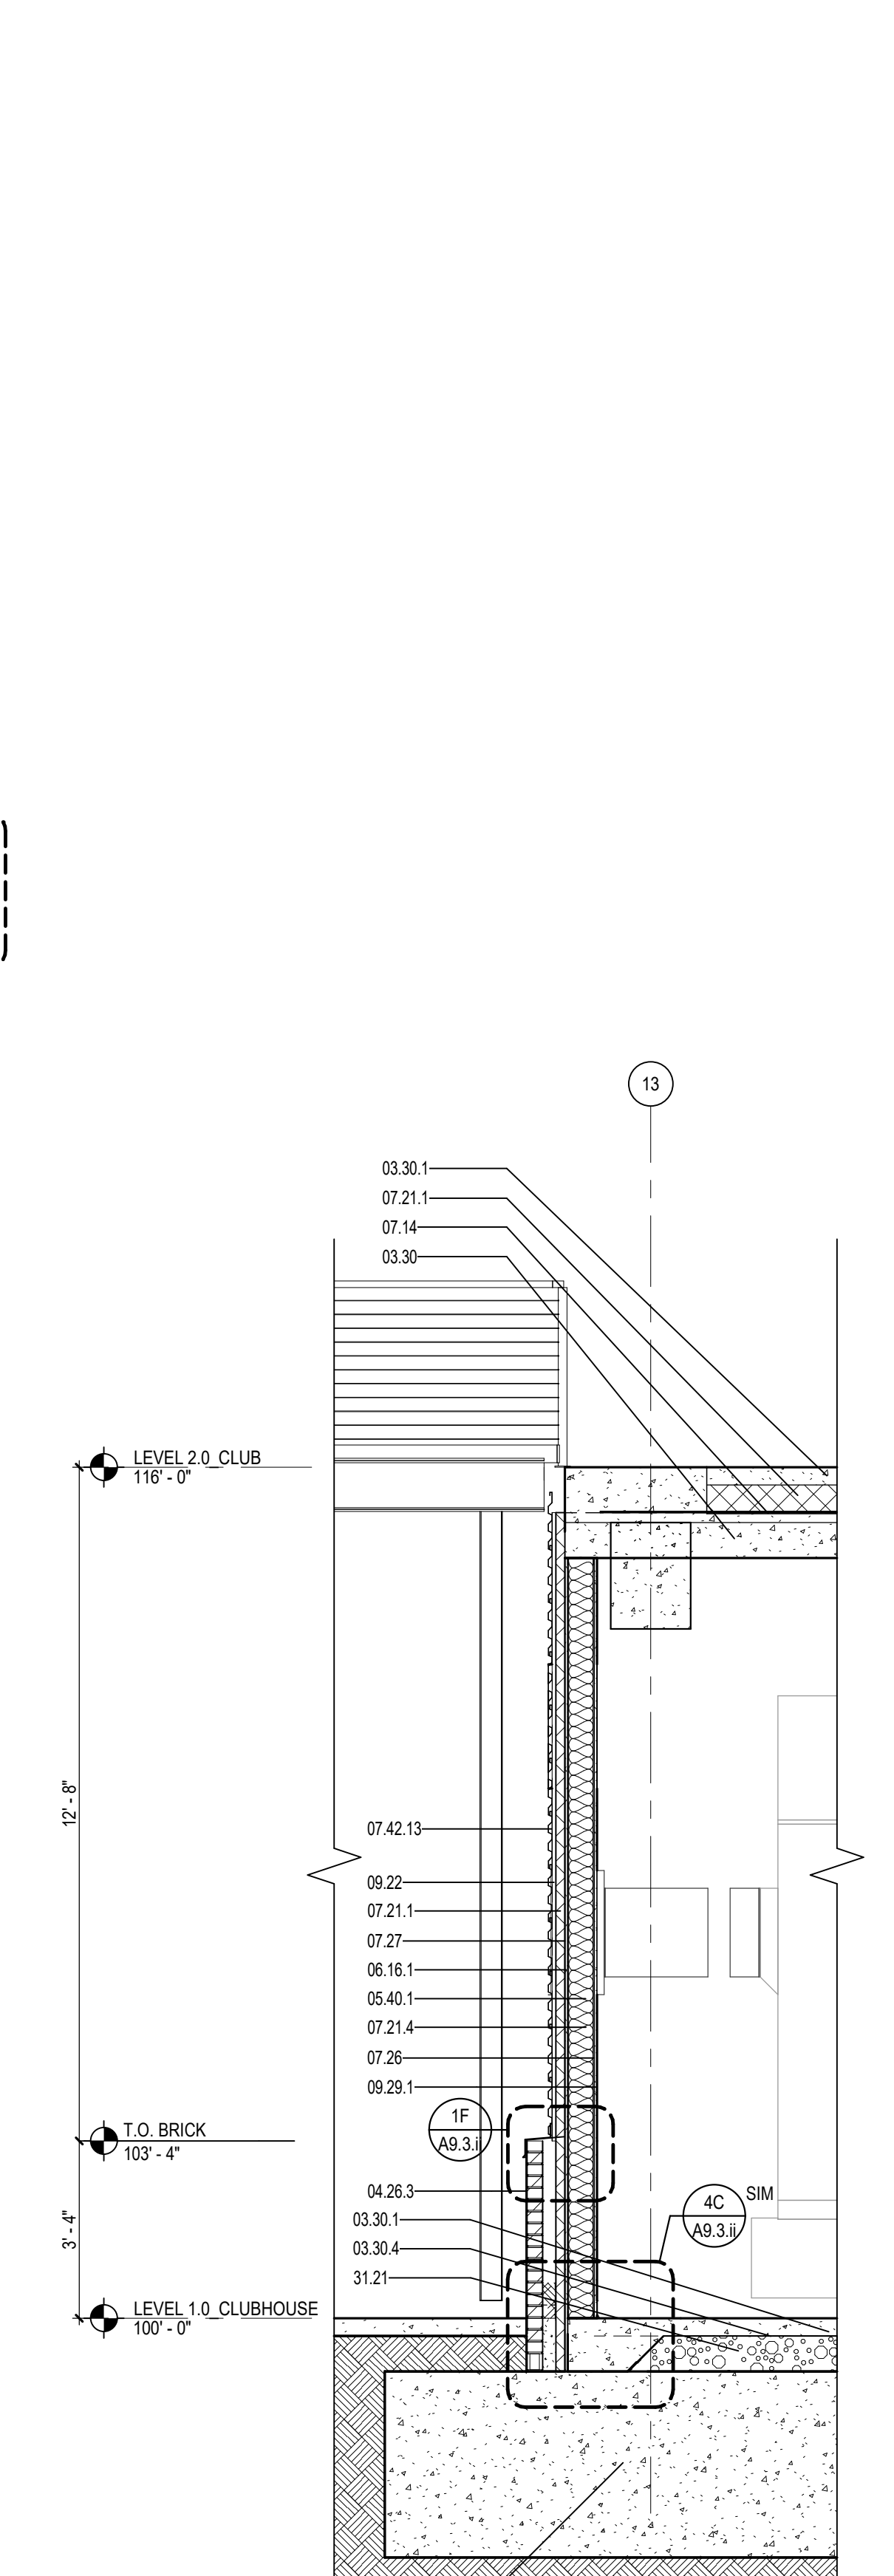 13
03.30.1
07.21.1
07.14
03.30
LEVEL 2.0_CLUB
116' - 0"
12' - 8"
07.42.13
09.22
07.21.1
07.27
06.16.1
05.40.1
07.21.4
07.26
09.29.1
1F
A9.3.ii
T.O. BRICK
103' - 4"
04.26.3
4C
SIM
A9.3.ii
3' - 4"
03.30.1
03.30.4
31.21
LEVEL 1.0_CLUBHOUSE
100' - 0"